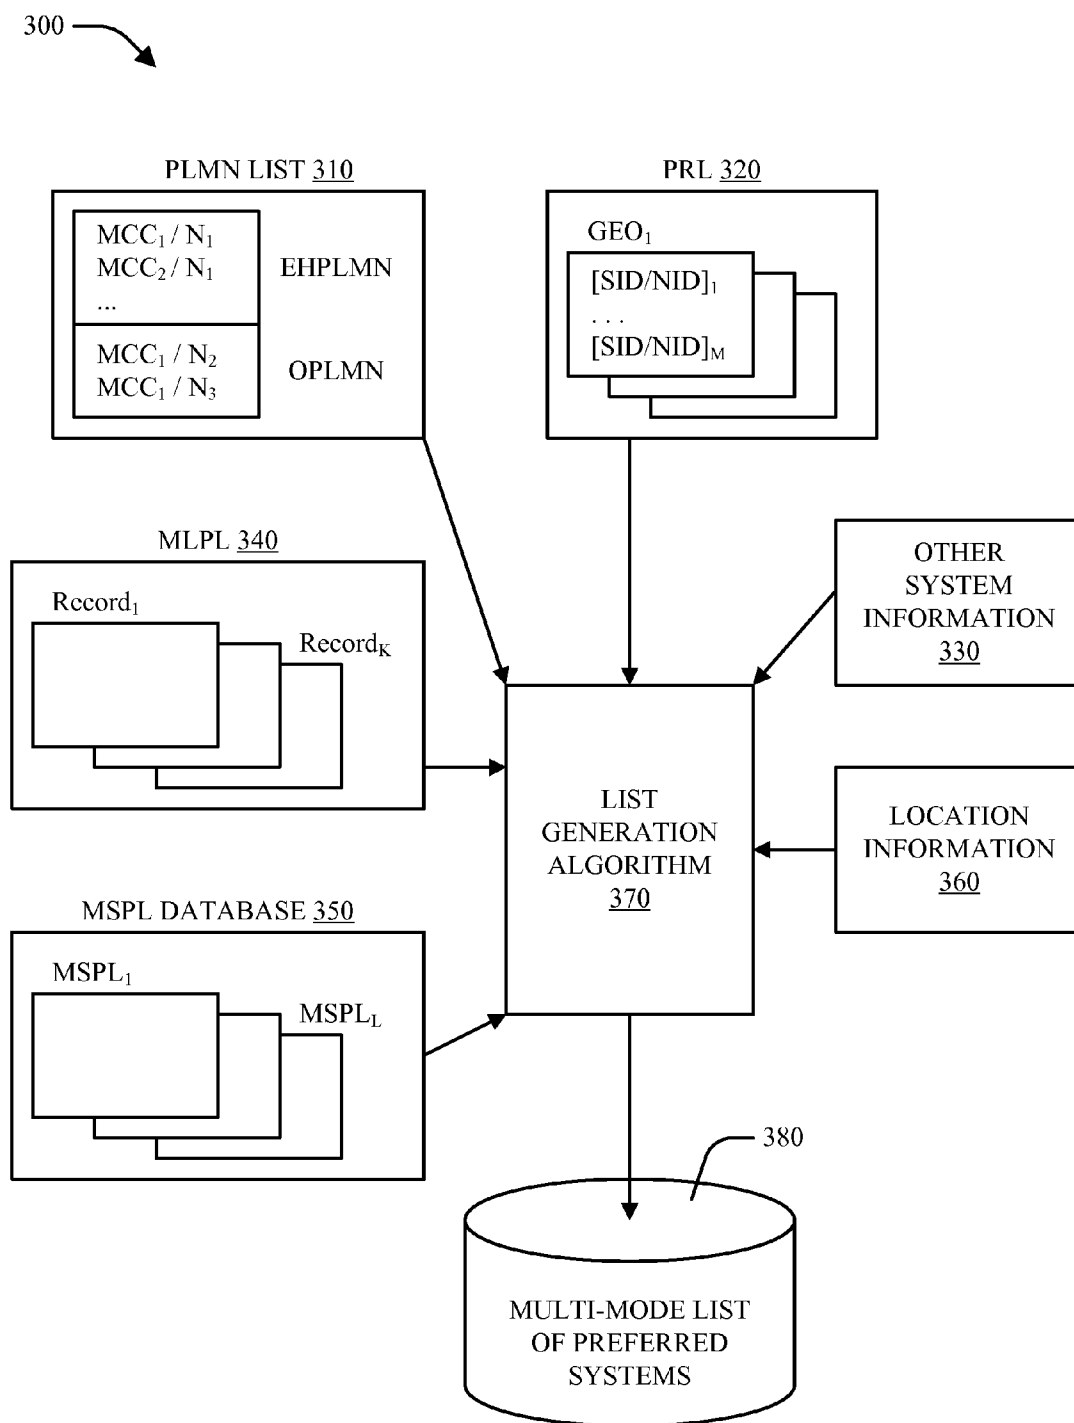 300
PLMN LIST 310
MCC₁ / N₁
MCC₂ / N₁
...
EHPLMN
MCC₁ / N₂
MCC₁ / N₃
OPLMN
PRL 320
GEO₁
[SID/NID]₁
. . .
[SID/NID]M
MLPL 340
Record₁
RecordK
OTHER
SYSTEM
INFORMATION
330
LIST
GENERATION
ALGORITHM
370
LOCATION
INFORMATION
360
MSPL DATABASE 350
MSPL₁
MSPLL
380
MULTI-MODE LIST
OF PREFERRED
SYSTEMS